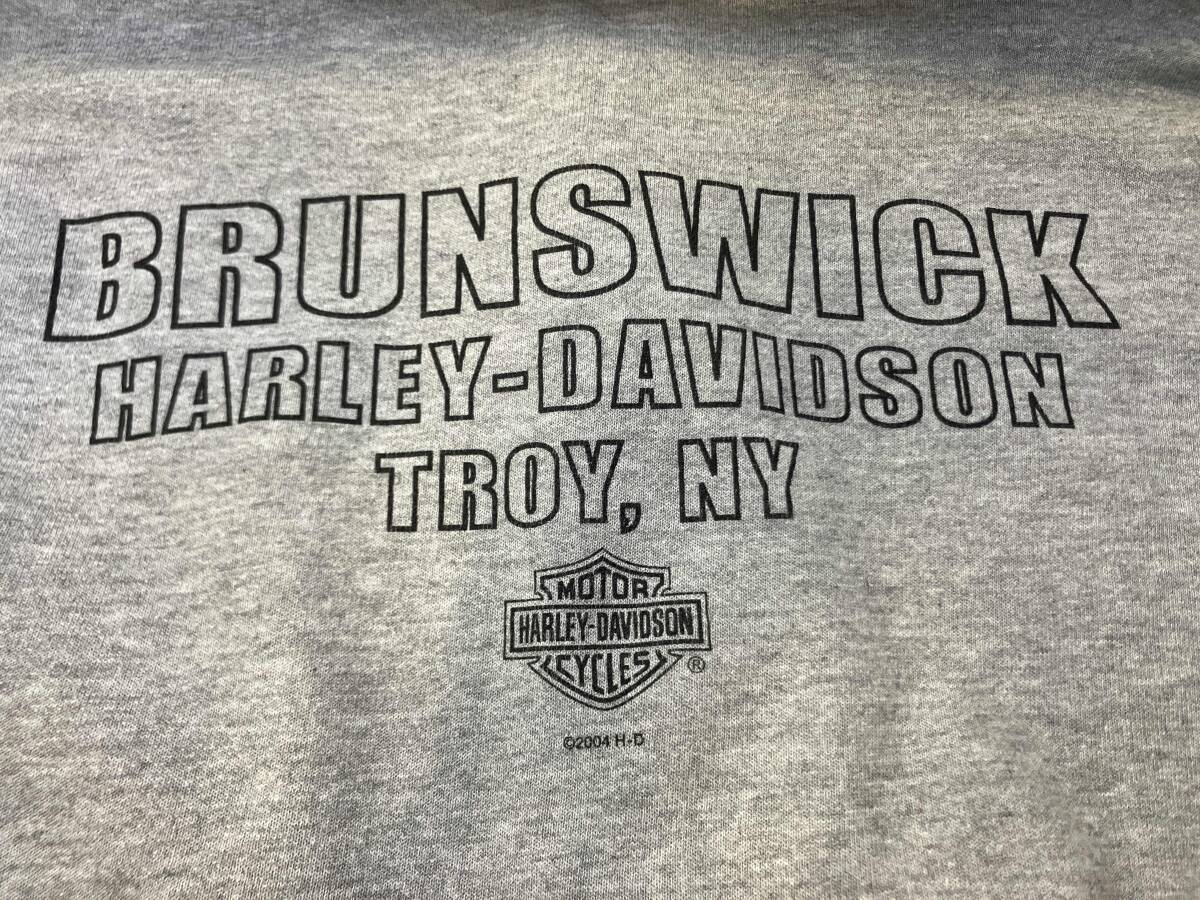 BRUNSWICK
HARLEY-DAVIDSON
TROY, NY
MOTOR
HARLEY-DAVIDSON
CYCLES
®
©2004 H-D